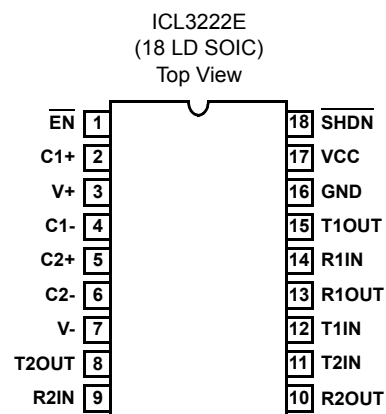 ICL3222E
(18 LD SOIC)
Top View
EN 1 18 SHDN
C1+ 2 17 VCC
V+ 3 16 GND
C1- 4 15 T1OUT
C2+ 5 14 R1IN
C2- 6 13 R1OUT
V- 7 12 T1IN
T2OUT 8 11 T2IN
R2IN 9 10 R2OUT